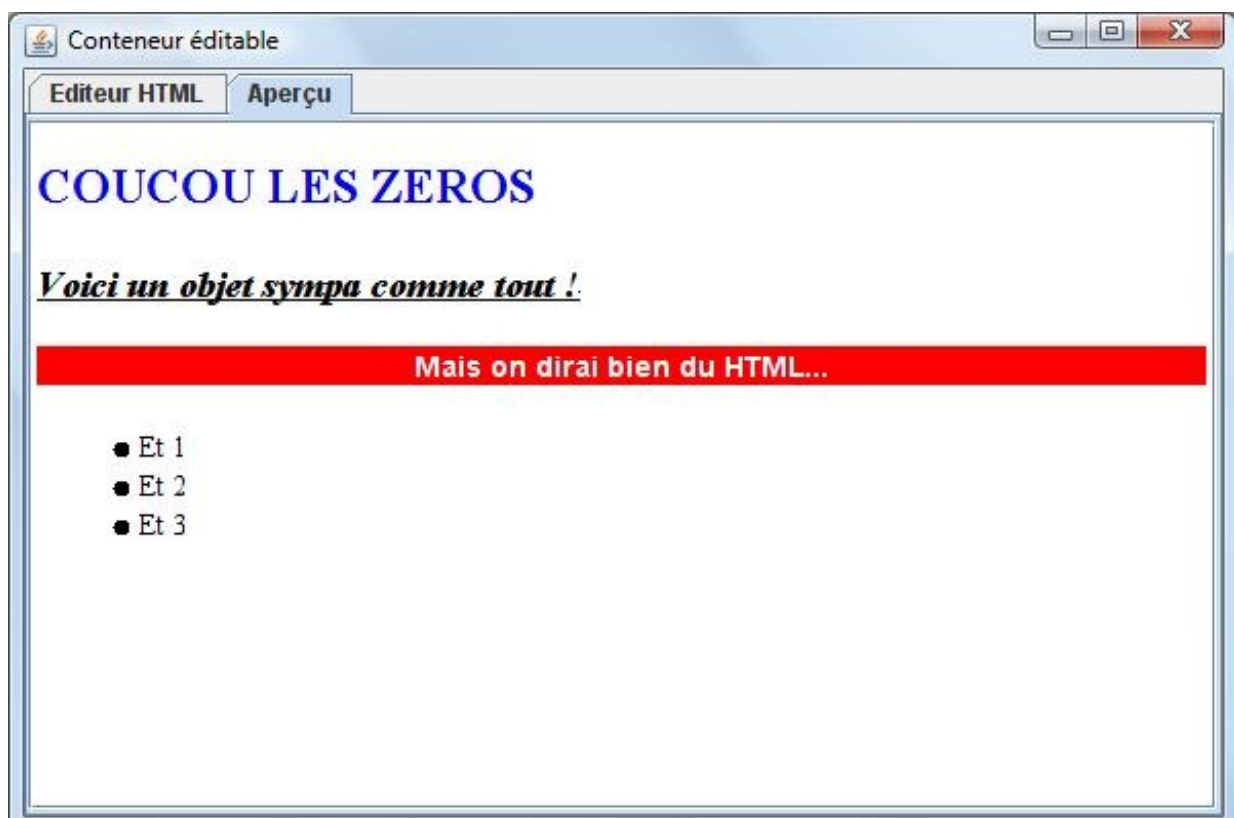 Conteneur éditable
Editeur HTML Aperçu
COUCOU LES ZEROS
Voici un objet sympa comme tout !
Mais on dirai bien du HTML...
Et 1
Et 2
Et 3